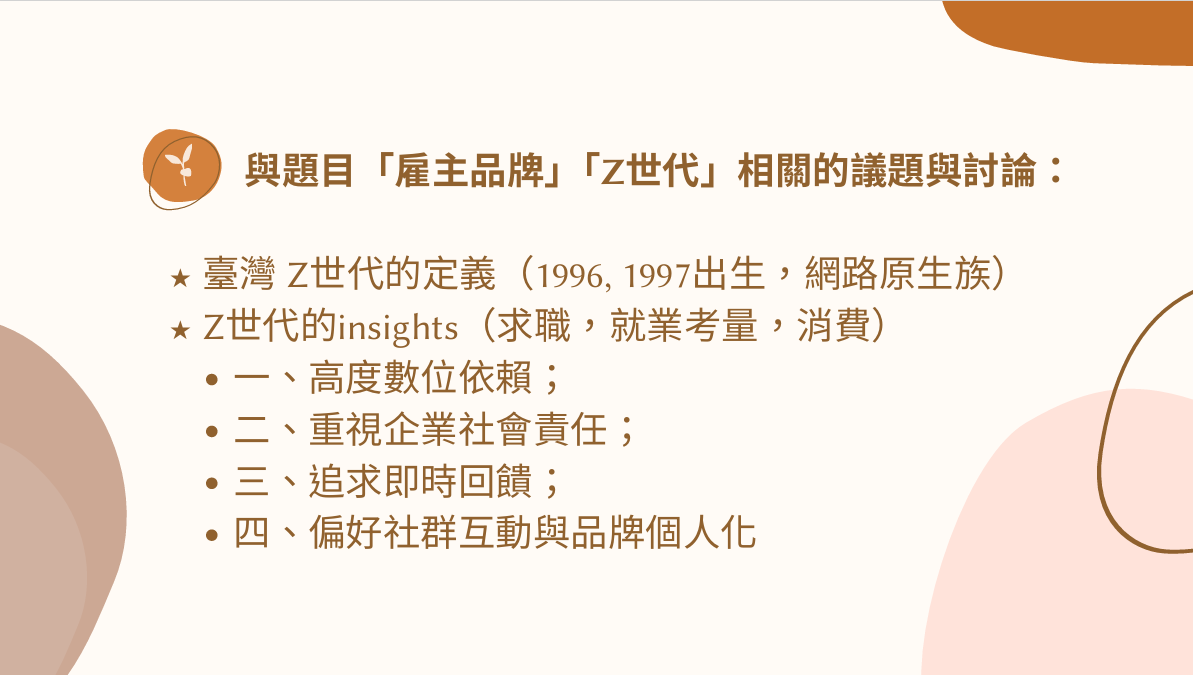 與題目「雇主品牌」「Z世代」相關的議題與討論：
★ 臺灣 Z世代的定義（1996, 1997出生，網路原生族）
★ Z世代的insights（求職，就業考量，消費）
• 一、高度數位依賴；
• 二、重視企業社會責任；
• 三、追求即時回饋；
• 四、偏好社群互動與品牌個人化